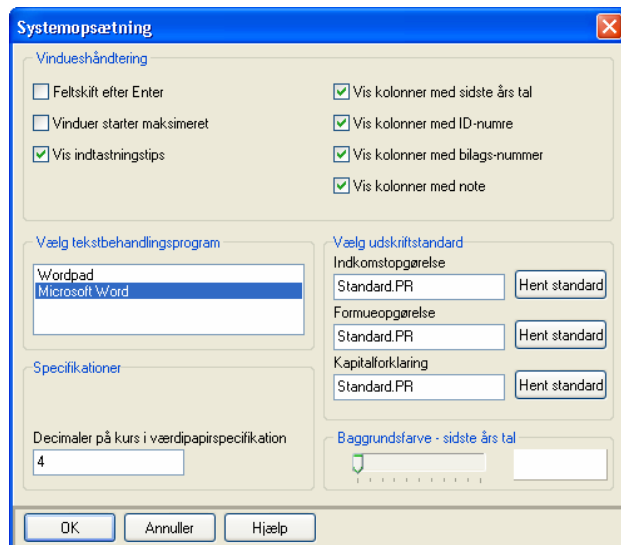 Systemopsætning
Vindueshåndtering
Feltskift efter Enter
Vinduer starter maksimeret
Vis indtastningstips
Vis kolonner med sidste års tal
Vis kolonner med ID-numre
Vis kolonner med bilags-nummer
Vis kolonner med note
Vælg tekstbehandlingsprogram
Wordpad
Microsoft Word
Vælg udskriftstandard
Indkomstopgørelse
Standard.PR Hent standard
Formueopgørelse
Standard.PR Hent standard
Kapitalforklaring
Standard.PR Hent standard
Specifikationer
Decimaler på kurs i værdipapirspecifikation
4
Baggrundsfarve - sidste års tal
OK Annuller Hjælp